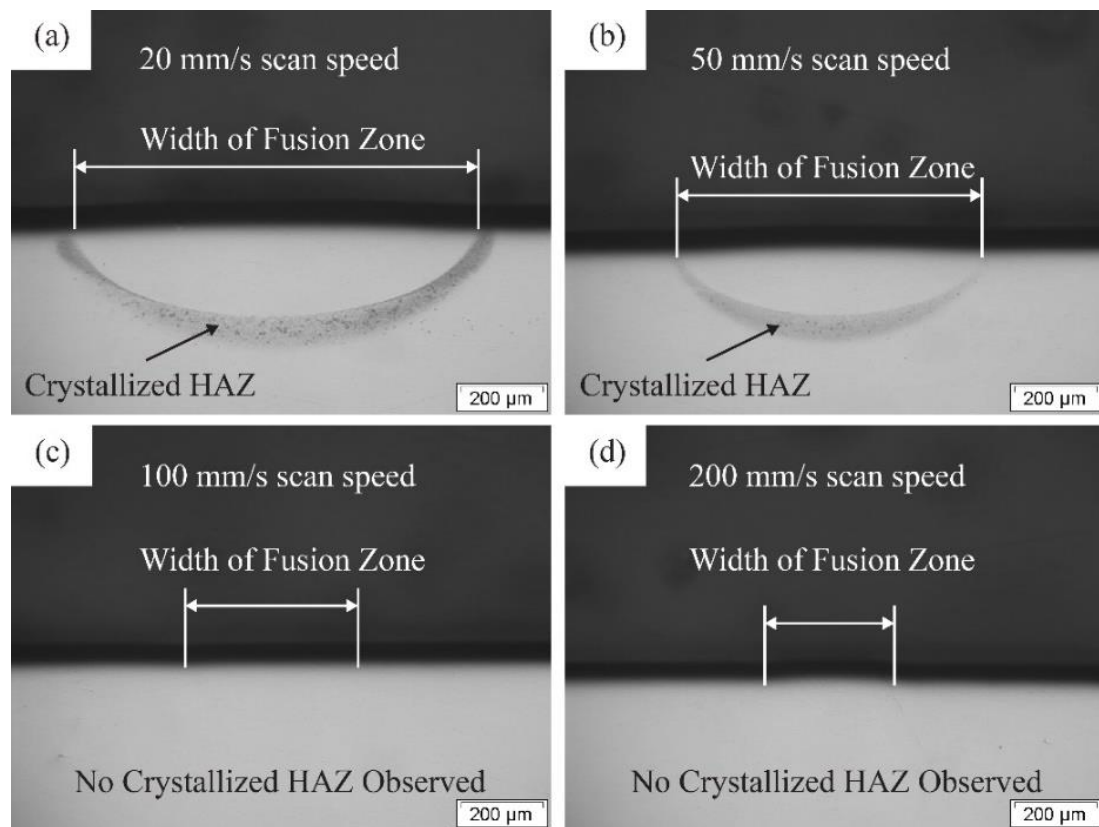 (a)
20 mm/s scan speed
Width of Fusion Zone
Crystallized HAZ
200 µm
(b)
50 mm/s scan speed
Width of Fusion Zone
Crystallized HAZ
200 µm
(c)
100 mm/s scan speed
Width of Fusion Zone
No Crystallized HAZ Observed
200 µm
(d)
200 mm/s scan speed
Width of Fusion Zone
No Crystallized HAZ Observed
200 µm